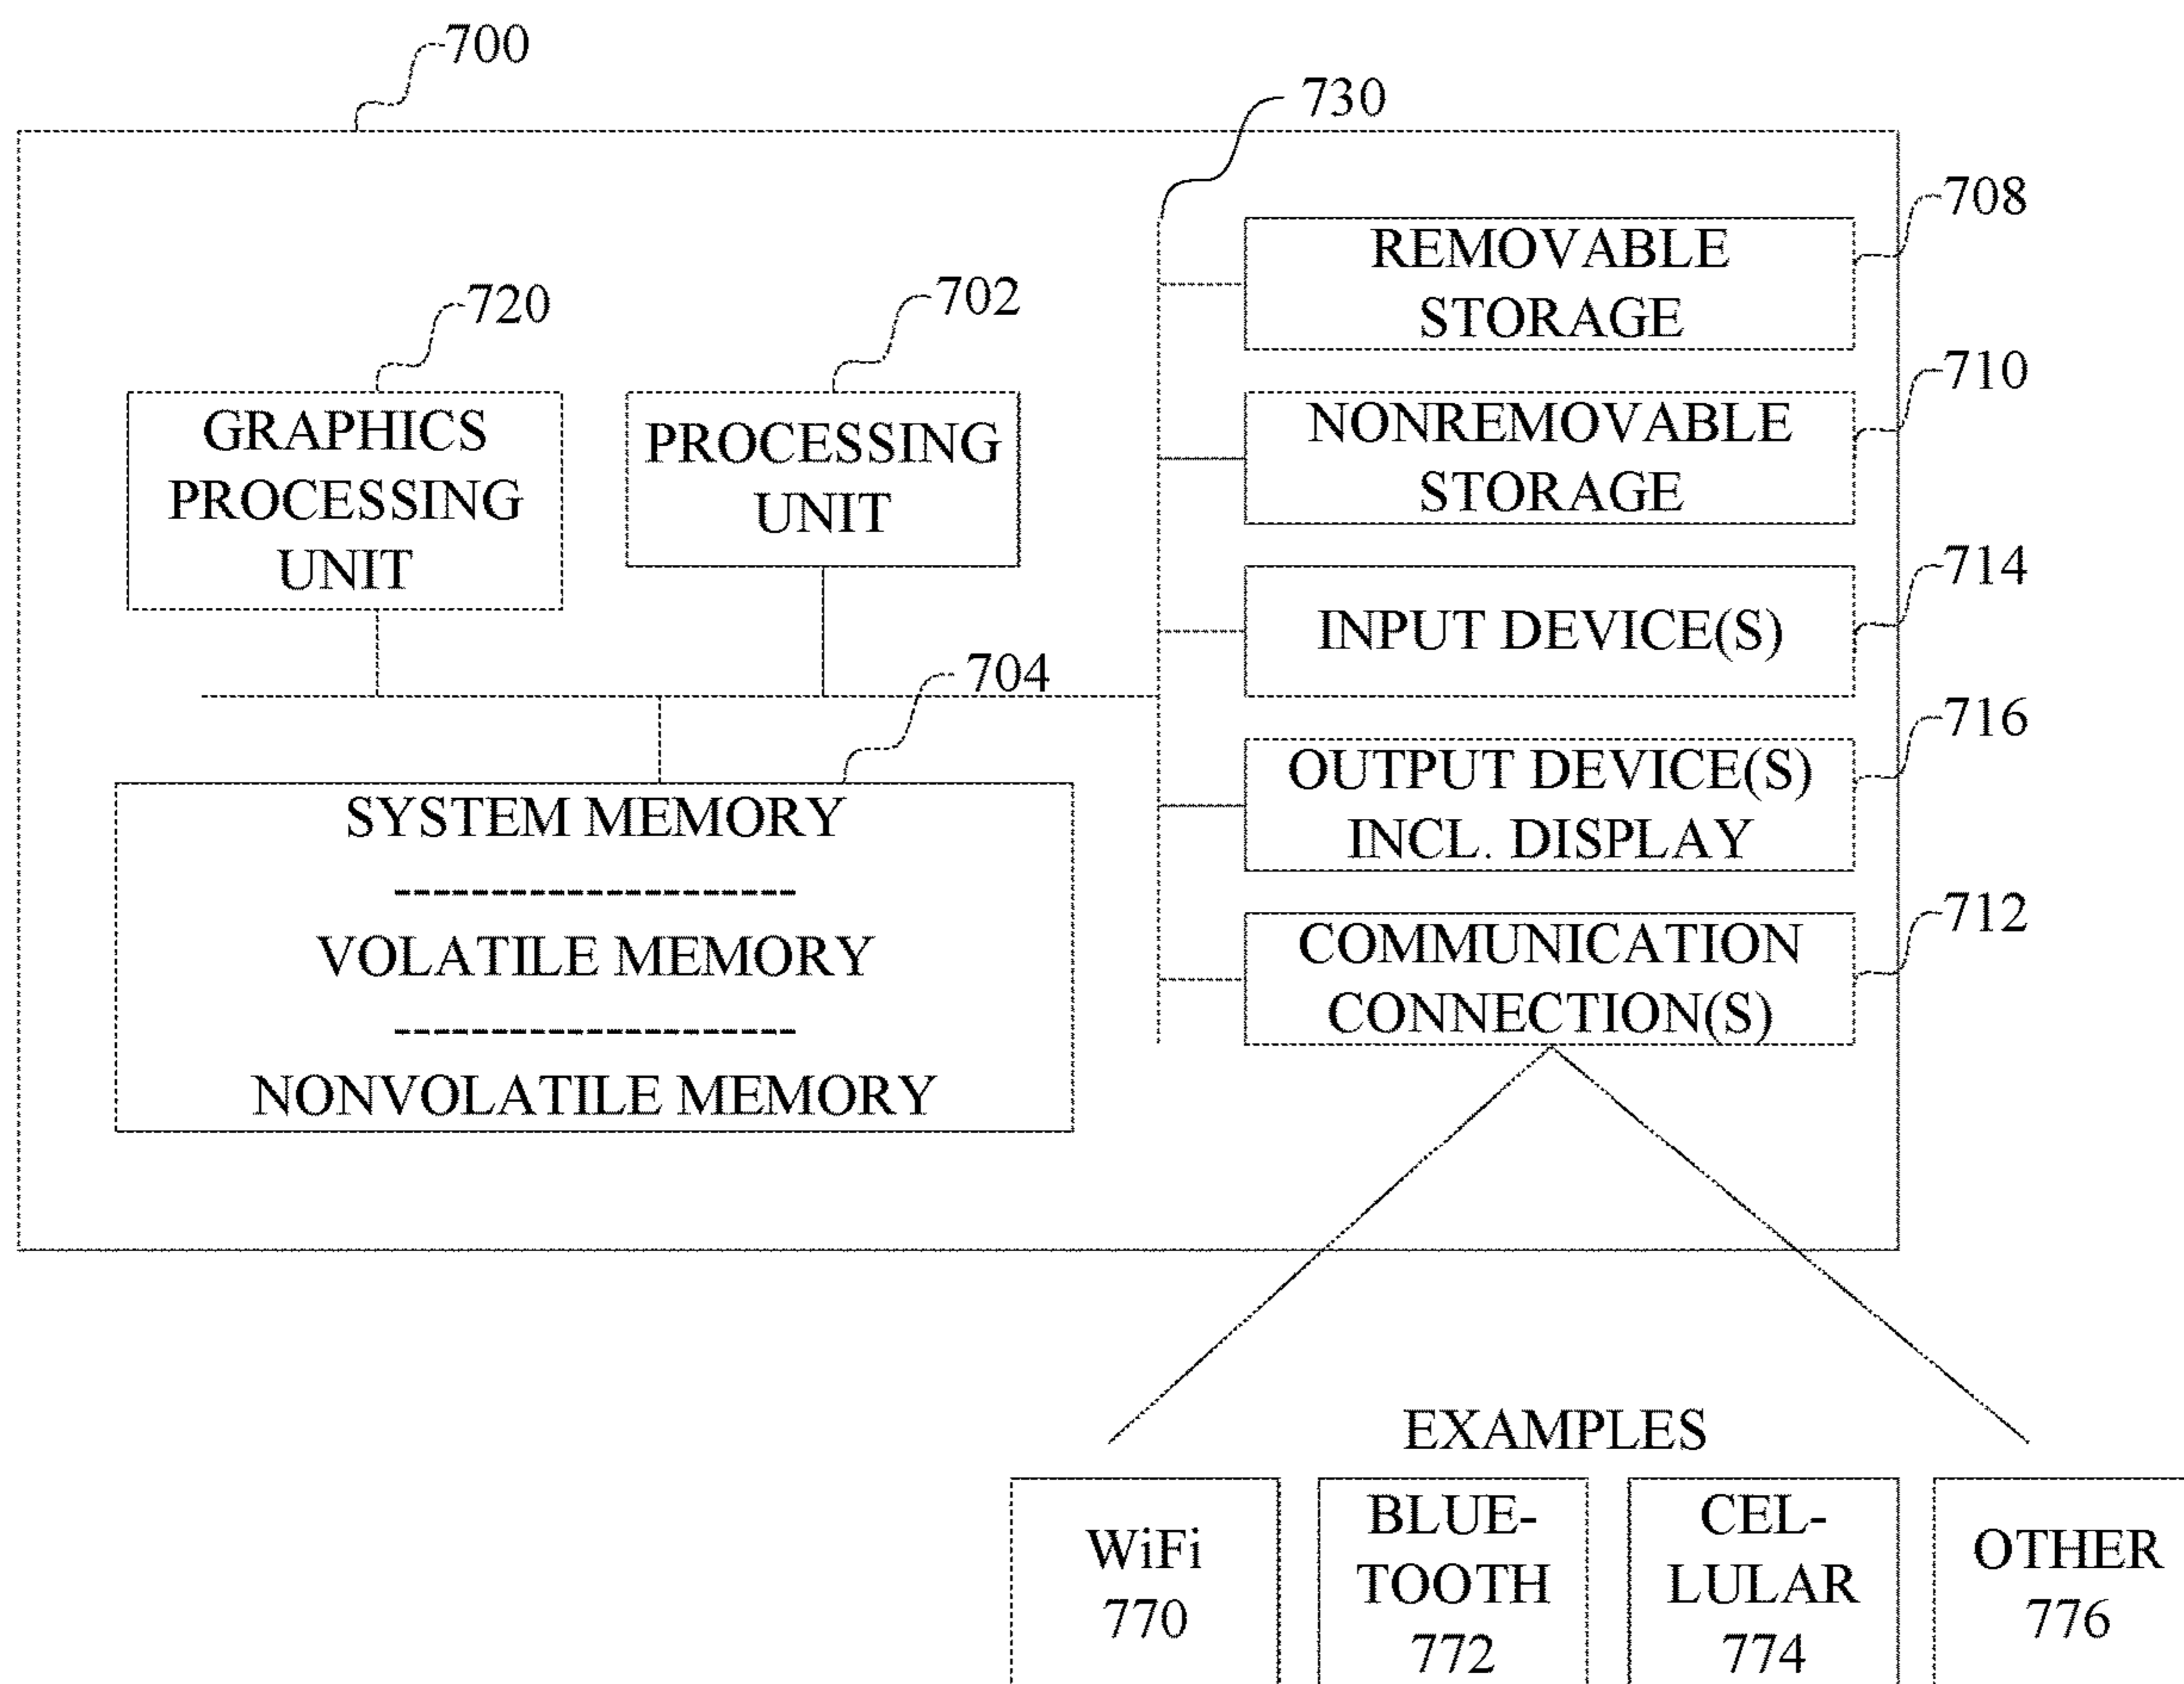 700
730
708
REMOVABLE
STORAGE
720
702
710
GRAPHICS
PROCESSING
UNIT
PROCESSING
UNIT
NONREMOVABLE
STORAGE
714
INPUT DEVICE(S)
704
716
SYSTEM MEMORY
--------------------
VOLATILE MEMORY
--------------------
NONVOLATILE MEMORY
OUTPUT DEVICE(S)
INCL. DISPLAY
712
COMMUNICATION
CONNECTION(S)
EXAMPLES
WiFi
770
BLUE-
TOOTH
772
CEL-
LULAR
774
OTHER
776